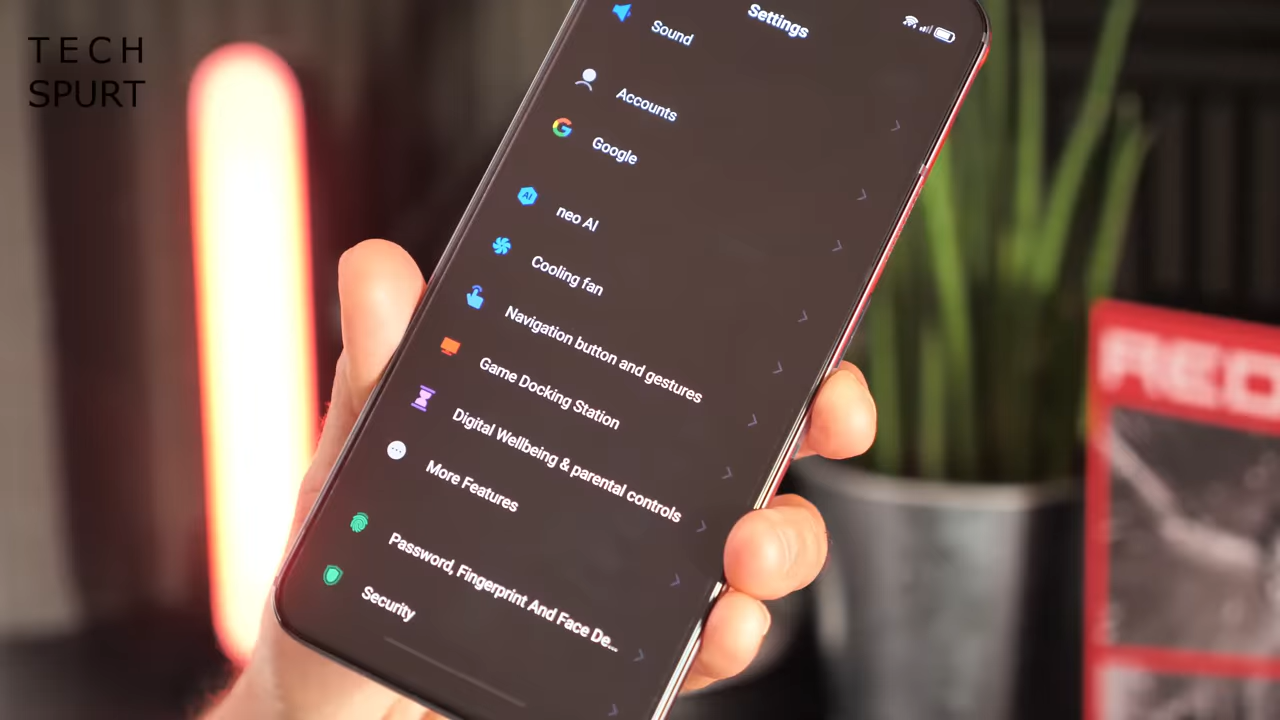 TECH
SPURT
Settings
Sound
Accounts
Google
AI
neo AI
Cooling fan
Navigation button and gestures
Game Docking Station
Digital Wellbeing & parental controls
More Features
Password, Fingerprint And Face De...
Security
RED